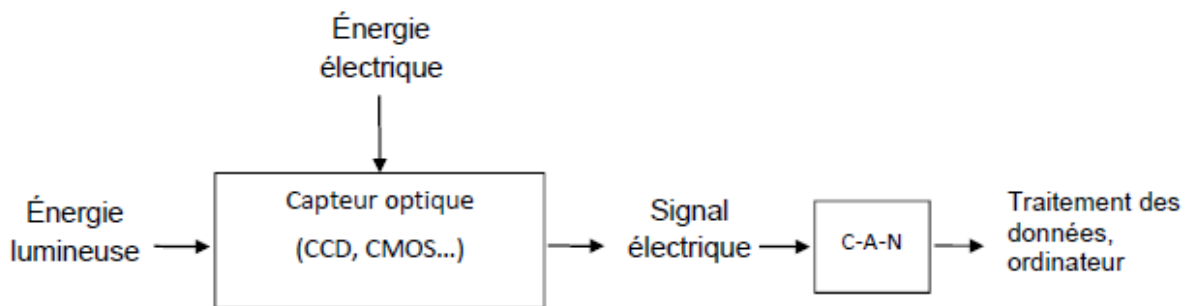 Énergie
électrique
Énergie
lumineuse
Capteur optique
(CCD, CMOS...)
Signal
électrique
C-A-N
Traitement des
données,
ordinateur